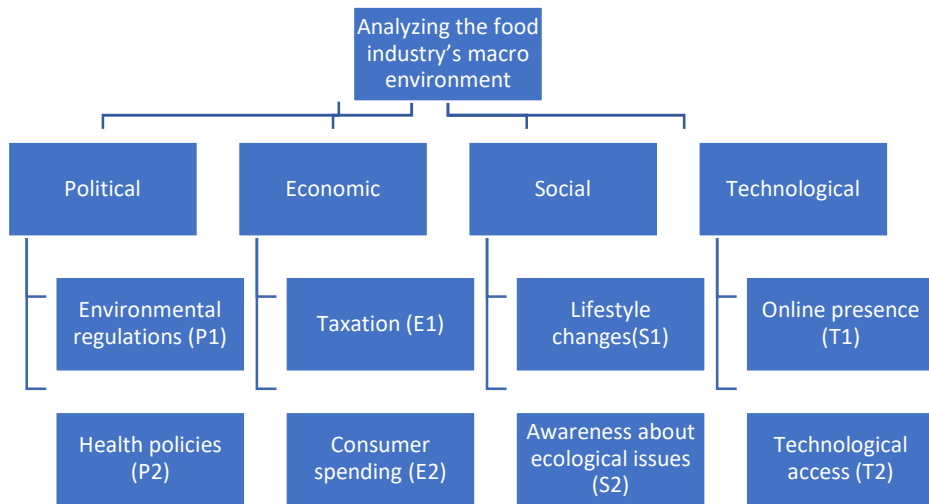 Analyzing the food
industry’s macro
environment
Political
Economic
Social
Technological
Environmental
regulations (P1)
Taxation (E1)
Lifestyle
changes(S1)
Online presence
(T1)
Health policies
(P2)
Consumer
spending (E2)
Awareness about
ecological issues
(S2)
Technological
access (T2)